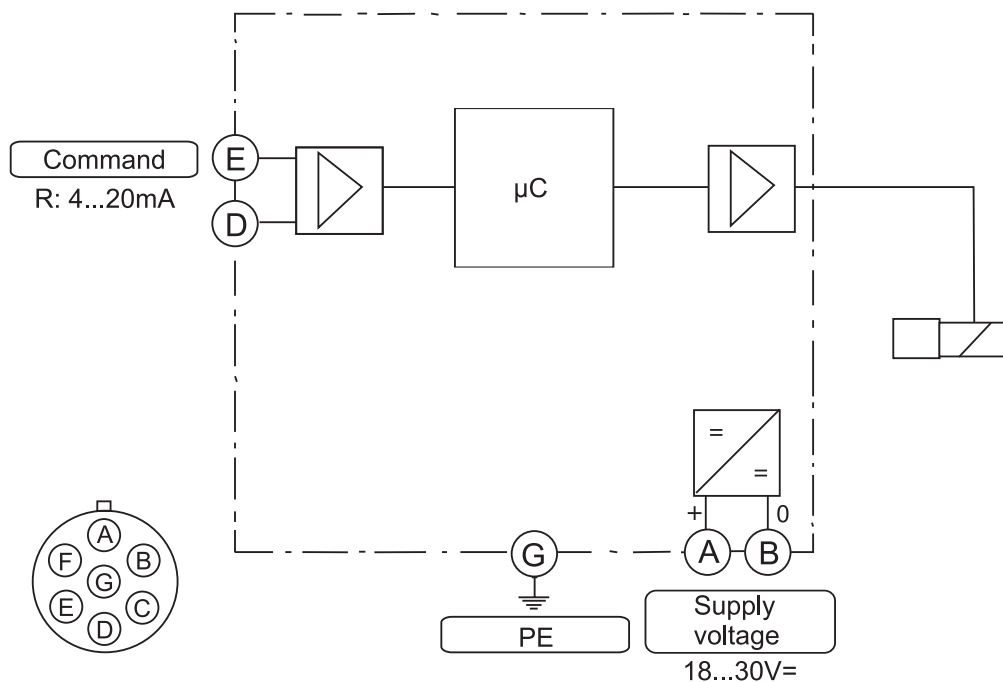 E
Command
R: 4...20mA
D
µC
=
=
+
0
A
B
G
Supply
voltage
18...30V=
PE
A
F
B
G
E
C
D